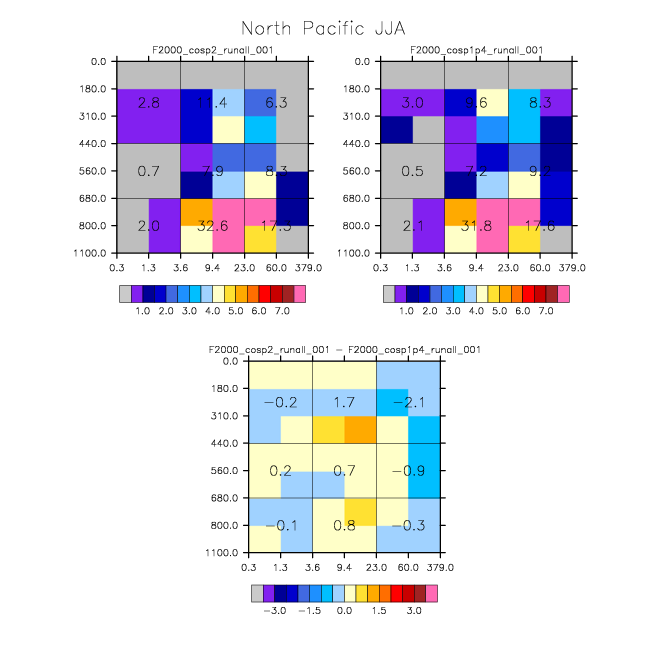 North Pacific JJA
F2000_cosp2_runall_001 F2000_cosp1p4_runall_001
0.0 0.0
180.0 180.0
2.8 11.4 6.3 3.0 9.6 8.3
310.0 310.0
440.0 440.0
560.0 0.7 7.9 8.3 560.0 0.5 7.2
680.0 680.0
800.0 2.0 32.6 17.3 800.0 2.1 31.8 17.6
1100.0 1100.0
0.3 1.3 3.6 9.4 23.0 60.0 379.0 0.3 1.3 3.6 9.4 23.0 60.0 379.0
1.0 2.0 3.0 4.0 5.0 6.0 7.0 1.0 2.0 3.0 4.0 5.0 6.0 7.0
F2000_cosp2_runall_001 − F2000_cosp1p4_runall_001
0.0
180.0
−0.2 1.7 −2.1
310.0
440.0
560.0 0.2 0.7 −0.9
680.0
800.0 −0.1 0.8 −0.3
1100.0
0.3 1.3 3.6 9.4 23.0 60.0 379.0
−3.0 −1.5 0.0 1.5 3.0